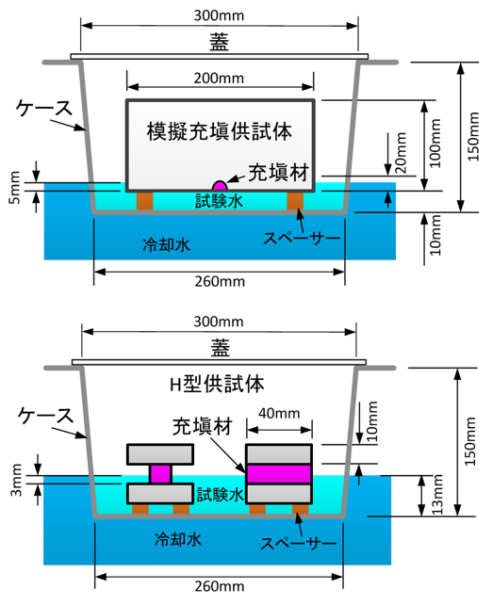 300mm
蓋
200mm
ケース
模擬充塡供試体
充塡材
20mm
100mm
150mm
5mm
試験水
スペーサー
10mm
冷却水
260mm
300mm
蓋
H型供試体
ケース
充塡材
40mm
10mm
150mm
3mm
試験水
13mm
冷却水
スペーサー
260mm